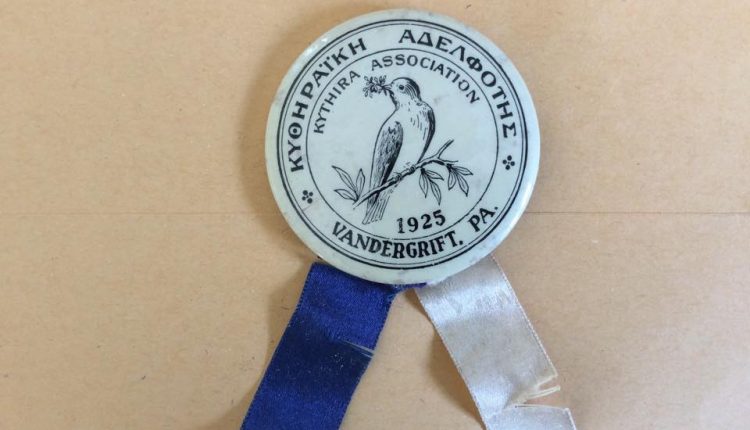 ΚΥΘΗΡΑΪΚΗ ΑΔΕΛΦΟΤΗΣ
KYTHIRA ASSOCIATION
1925
VANDERGRIFT, PA.